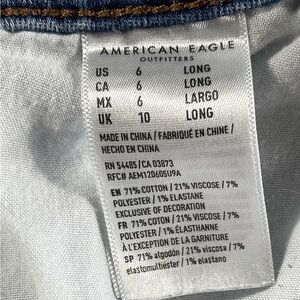 AMERICAN EAGLE
OUTFITTERS
US 6 LONG
CA 6 LONG
MX 6 LARGO
UK 10 LONG
MADE IN CHINA / FABRIQUÉ EN CHINE /
HECHO EN CHINA
RN 54485 / CA 03873
RFC# AEM120605U9A
EN 71% COTTON / 21% VISCOSE / 7%
POLYESTER / 1% ELASTANE
EXCLUSIVE OF DECORATION
FR 71% COTON / 21% VISCOSE / 7%
POLYESTER / 1% ÉLASTHANNE
À L'EXCEPTION DE LA GARNITURE
SP 71% algodón / 21% viscosa / 7%
elastomultiéster / 1% elastano